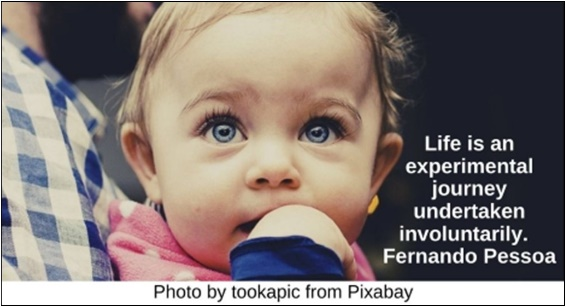 Life is an
experimental
journey
undertaken
involuntarily.
Fernando Pessoa
Photo by tookapic from Pixabay